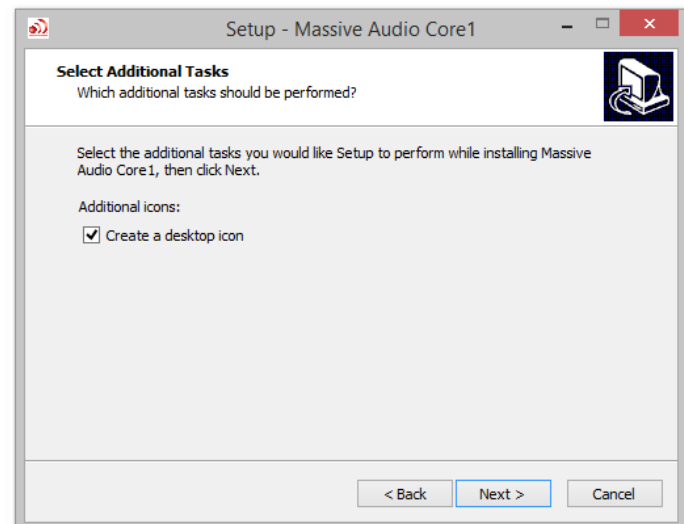 Setup - Massive Audio Core1
Select Additional Tasks
Which additional tasks should be performed?
Select the additional tasks you would like Setup to perform while installing Massive
Audio Core1, then click Next.
Additional icons:
Create a desktop icon
< Back
Next >
Cancel